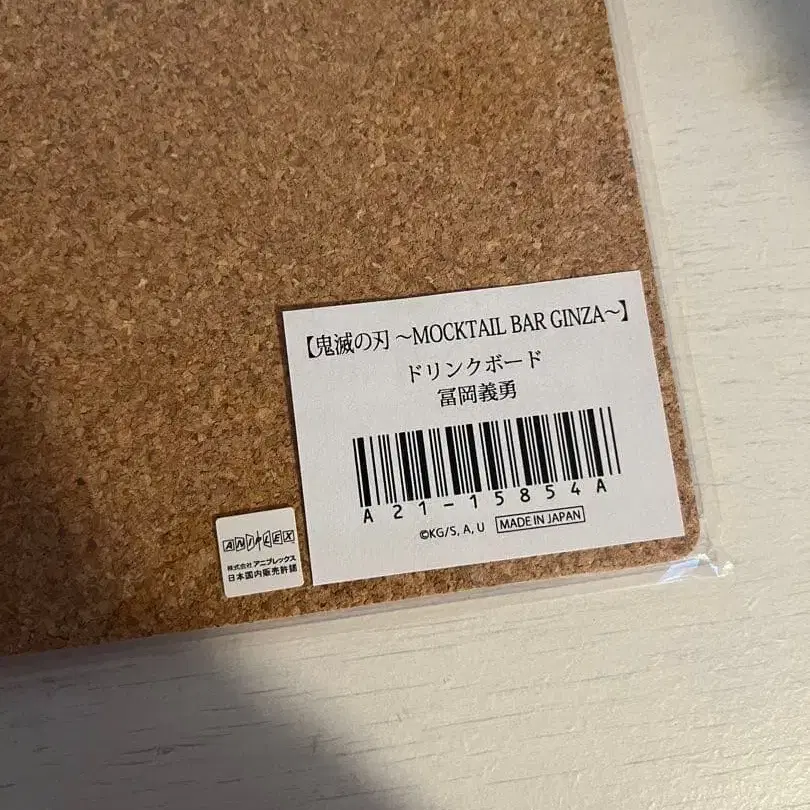 【鬼滅の刃 ～MOCKTAIL BAR GINZA～】
ドリンクボード
冨岡義勇
A21-15854A
©KG/S, A, U MADE IN JAPAN
ANIPLEX
株式会社アニプレックス
日本国内販売許諾